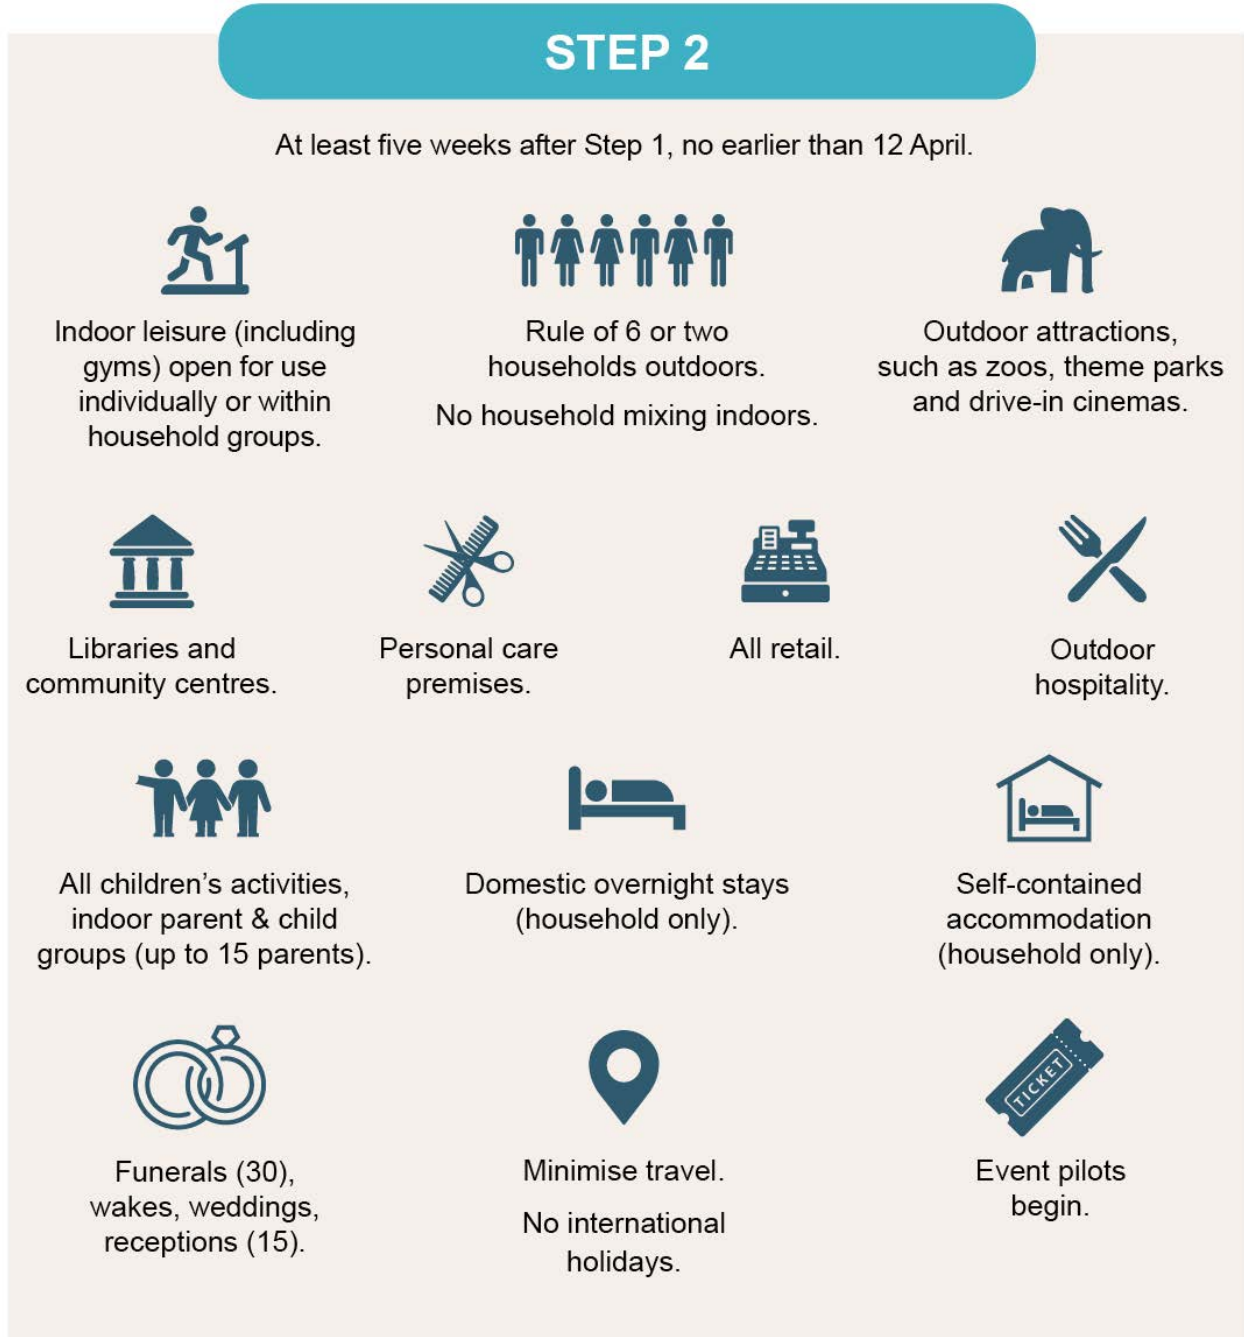 STEP 2
At least five weeks after Step 1, no earlier than 12 April.
Indoor leisure (including
gyms) open for use
individually or within
household groups.
Rule of 6 or two
households outdoors.
No household mixing indoors.
Outdoor attractions,
such as zoos, theme parks
and drive-in cinemas.
Libraries and
community centres.
Personal care
premises.
All retail.
Outdoor
hospitality.
All children’s activities,
indoor parent & child
groups (up to 15 parents).
Domestic overnight stays
(household only).
Self-contained
accommodation
(household only).
Funerals (30),
wakes, weddings,
receptions (15).
Minimise travel.
No international
holidays.
TICKET
Event pilots
begin.